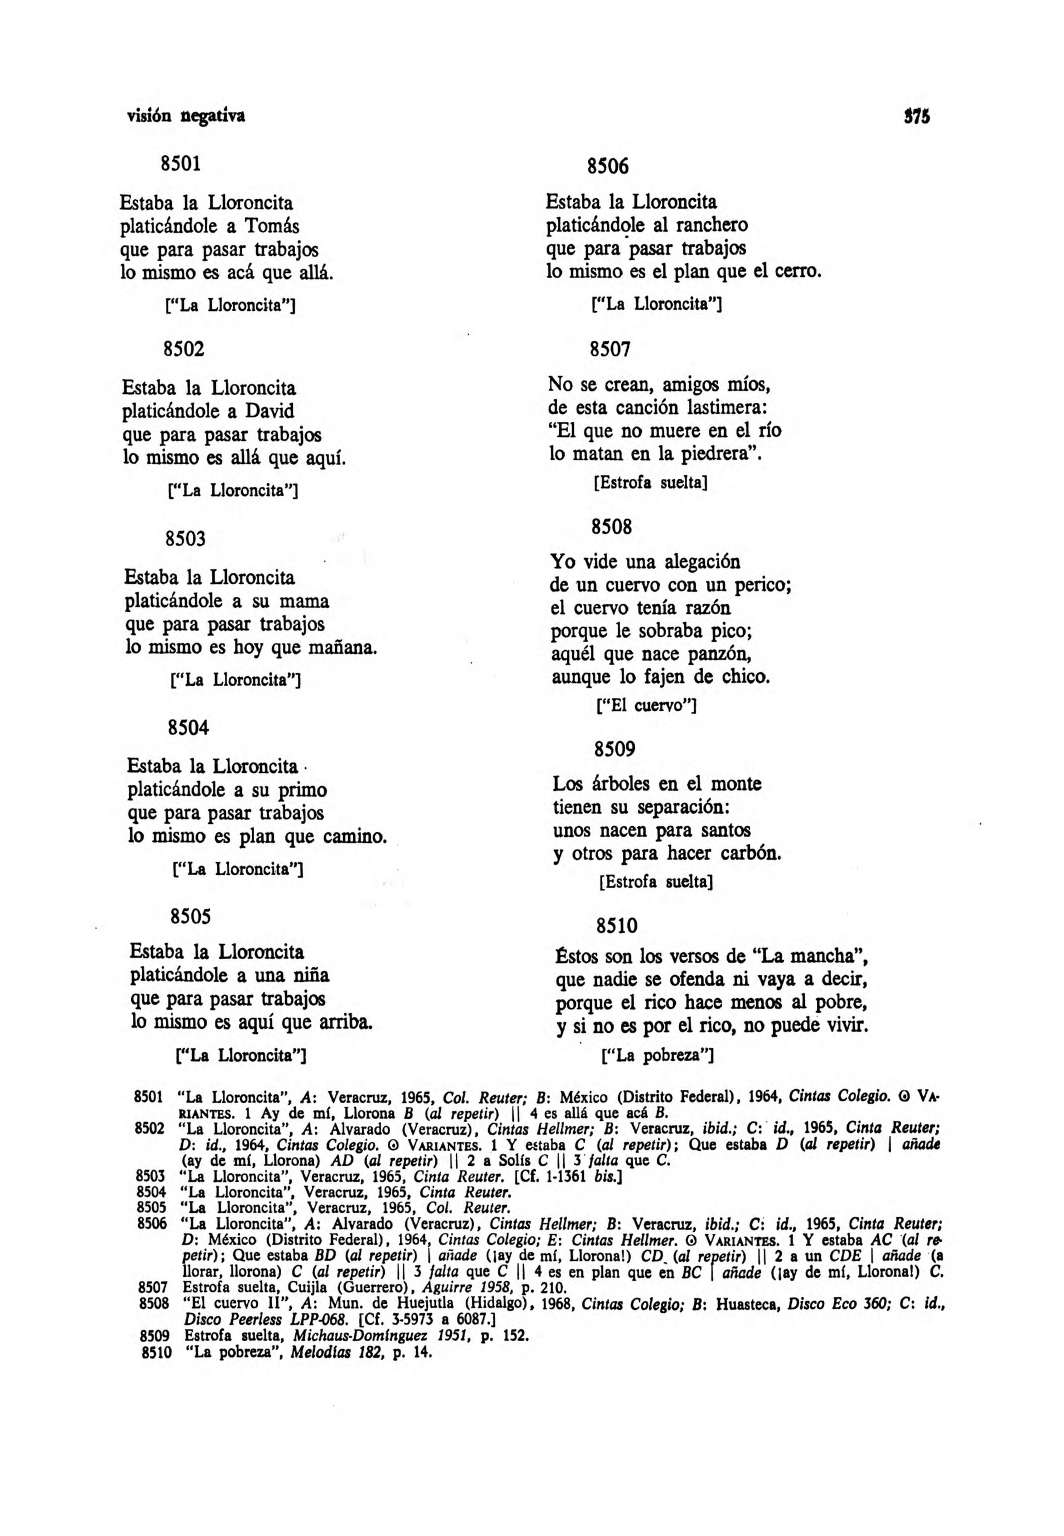 visión negativa
375
8501
Estaba la Lloroncita
platicándole a Tomás
que para pasar trabajos
lo mismo es acá que allá.
["La Lloroncita"]
8502
Estaba la Lloroncita
platicándole a David
que para pasar trabajos
lo mismo es allá que aquí.
["La Lloroncita"]
8503
Estaba la Lloroncita
platicándole a su mama
que para pasar trabajos
lo mismo es hoy que mañana.
["La Lloroncita"]
8504
Estaba la Lloroncita
platicándole a su primo
que para pasar trabajos
lo mismo es plan que camino.
["La Lloroncita"]
8505
Estaba la Lloroncita
platicándole a una niña
que para pasar trabajos
lo mismo es aquí que arriba.
["La Lloroncita"]
8506
Estaba la Lloroncita
platicándole al ranchero
que para pasar trabajos
lo mismo es el plan que el cerro.
["La Lloroncita"]
8507
No se crean, amigos míos,
de esta canción lastimera:
“El que no muere en el río
lo matan en la piedrera”.
[Estrofa suelta]
8508
Yo vide una alegación
de un cuervo con un perico;
el cuervo tenía razón
porque le sobraba pico;
aquél que nace panzón,
aunque lo fajen de chico.
["El cuervo"]
8509
Los árboles en el monte
tienen su separación:
unos nacen para santos
y otros para hacer carbón.
[Estrofa suelta]
8510
Éstos son los versos de “La mancha”,
que nadie se ofenda ni vaya a decir,
porque el rico hace menos al pobre,
y si no es por el rico, no puede vivir.
["La pobreza"]
8501 "La Lloroncita", A: Veracruz, 1965, Col. Reuter; B: México (Distrito Federal), 1964, Cintas Colegio. ⊙ VA-
RIANTES. 1 Ay de mí, Llorona B (al repetir) || 4 es allá que acá B.
8502 "La Lloroncita", A: Alvarado (Veracruz), Cintas Hellmer; B: Veracruz, ibid.; C: id., 1965, Cinta Reuter;
D: id., 1964, Cintas Colegio. ⊙ VARIANTES. 1 Y estaba C (al repetir); Que estaba D (al repetir) | añade
(ay de mí, Llorona) AD (al repetir) || 2 a Solís C || 3 falta que C.
8503 "La Lloroncita", Veracruz, 1965, Cinta Reuter. [Cf. 1-1361 bis.]
8504 "La Lloroncita", Veracruz, 1965, Cinta Reuter.
8505 "La Lloroncita", Veracruz, 1965, Col. Reuter.
8506 "La Lloroncita", A: Alvarado (Veracruz), Cintas Hellmer; B: Veracruz, ibid.; C: id., 1965, Cinta Reuter;
D: México (Distrito Federal), 1964, Cintas Colegio; E: Cintas Hellmer. ⊙ VARIANTES. 1 Y estaba AC (al re-
petir); Que estaba BD (al repetir) | añade (¡ay de mí, Llorona!) CD (al repetir) || 2 a un CDE | añade (a
llorar, llorona) C (al repetir) || 3 falta que C || 4 es en plan que en BC | añade (¡ay de mí, Llorona!) C.
8507 Estrofa suelta, Cuijla (Guerrero), Aguirre 1958, p. 210.
8508 "El cuervo II", A: Mun. de Huejutla (Hidalgo), 1968, Cintas Colegio; B: Huasteca, Disco Eco 360; C: id.,
Disco Peerless LPP-068. [Cf. 3-5973 a 6087.]
8509 Estrofa suelta, Michaus-Domínguez 1951, p. 152.
8510 "La pobreza", Melodías 182, p. 14.